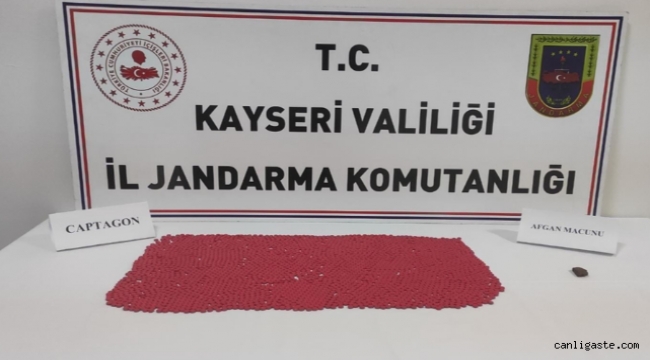 T.C.
KAYSERİ VALİLİĞİ
İL JANDARMA KOMUTANLIĞI
CAPTAGON
AFGAN MACUNU
canligaste.com